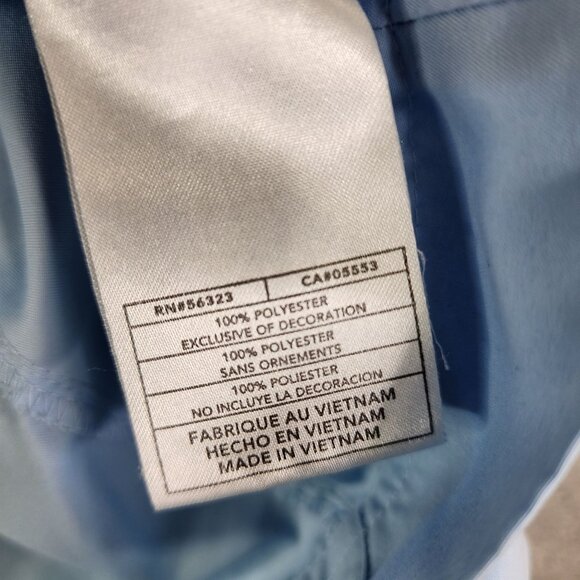 RN#56323 CA#05553
100% POLYESTER
EXCLUSIVE OF DECORATION
100% POLYESTER
SANS ORNEMENTS
100% POLIESTER
NO INCLUYE LA DECORACION
FABRIQUE AU VIETNAM
HECHO EN VIETNAM
MADE IN VIETNAM